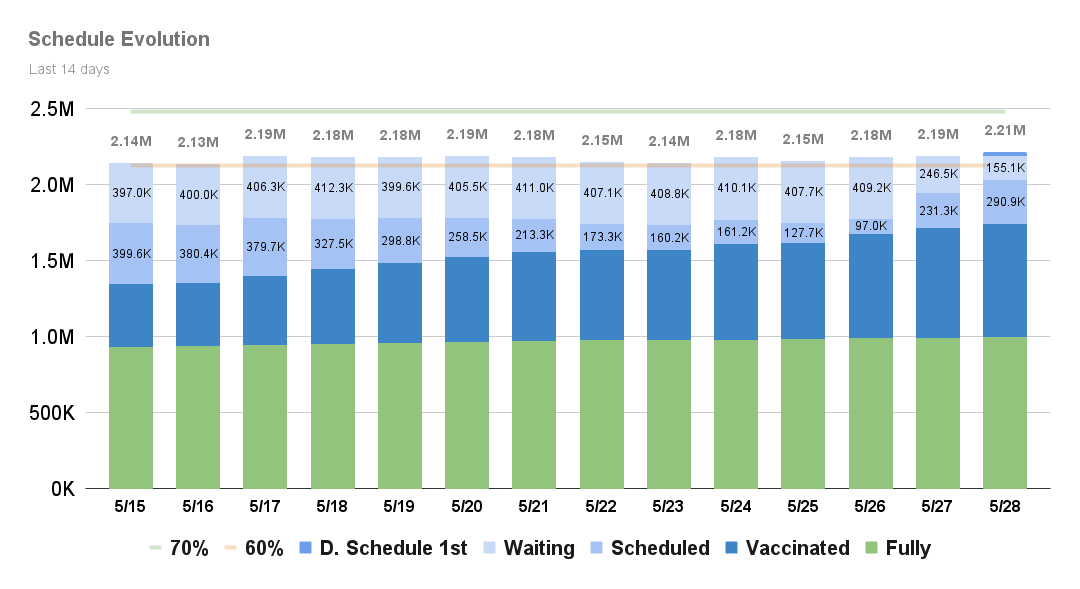 Schedule Evolution
Last 14 days
2.5M
2.14M 2.13M 2.19M 2.18M 2.18M 2.19M 2.18M 2.15M 2.14M 2.18M 2.15M 2.18M 2.19M 2.21M
2.0M
397.0K 400.0K 406.3K 412.3K 399.6K 405.5K 411.0K 407.1K 408.8K 410.1K 407.7K 409.2K 246.5K 155.1K
399.6K 380.4K 379.7K 327.5K 298.8K 258.5K 213.3K 173.3K 160.2K 161.2K 127.7K 97.0K 231.3K 290.9K
1.5M
1.0M
500K
0K
5/15 5/16 5/17 5/18 5/19 5/20 5/21 5/22 5/23 5/24 5/25 5/26 5/27 5/28
70% 60% D. Schedule 1st Waiting Scheduled Vaccinated Fully